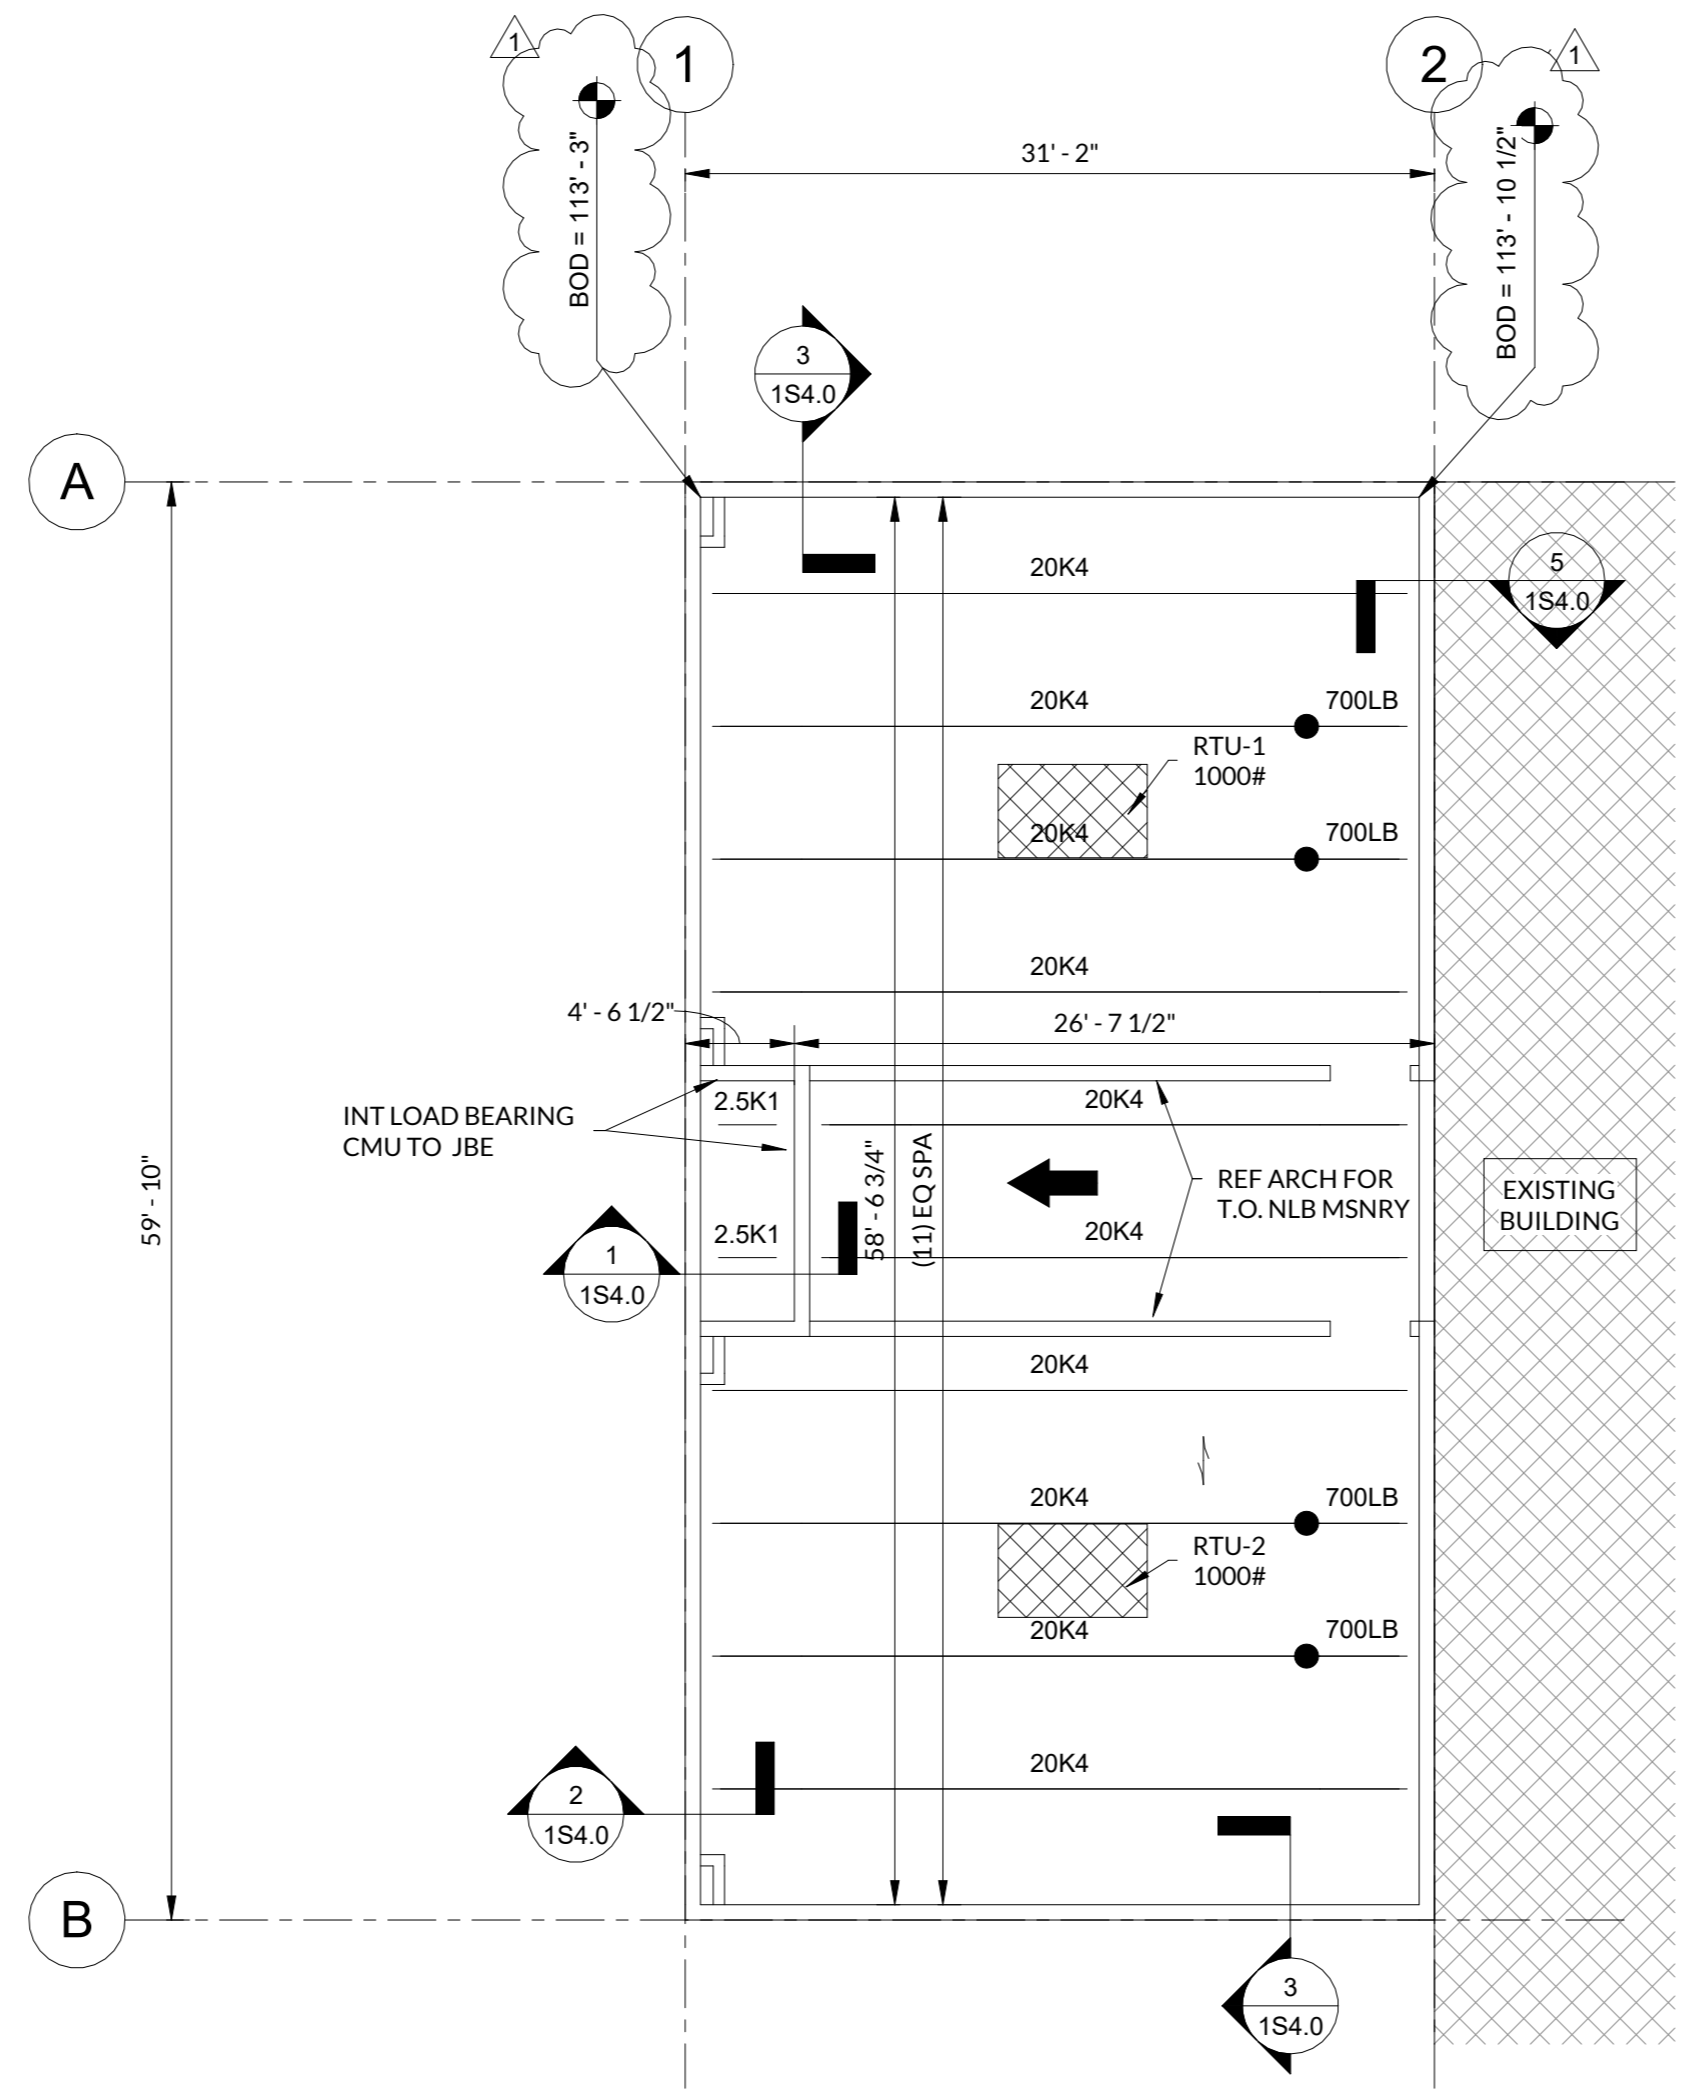 1
1
2
1
BOD = 113' - 3"
31' - 2"
BOD = 113' - 10 1/2"
3
1S4.0
A
20K4
5
1S4.0
20K4
700LB
RTU-1
1000#
20K4
700LB
20K4
4' - 6 1/2"
26' - 7 1/2"
2.5K1
20K4
INT LOAD BEARING
CMU TO JBE
59' - 10"
58' - 6 3/4"
(11) EQ SPA
REF ARCH FOR
T.O. NLB MSNRY
EXISTING
BUILDING
2.5K1
20K4
1
1S4.0
20K4
20K4
700LB
RTU-2
1000#
20K4
700LB
20K4
2
1S4.0
B
3
1S4.0